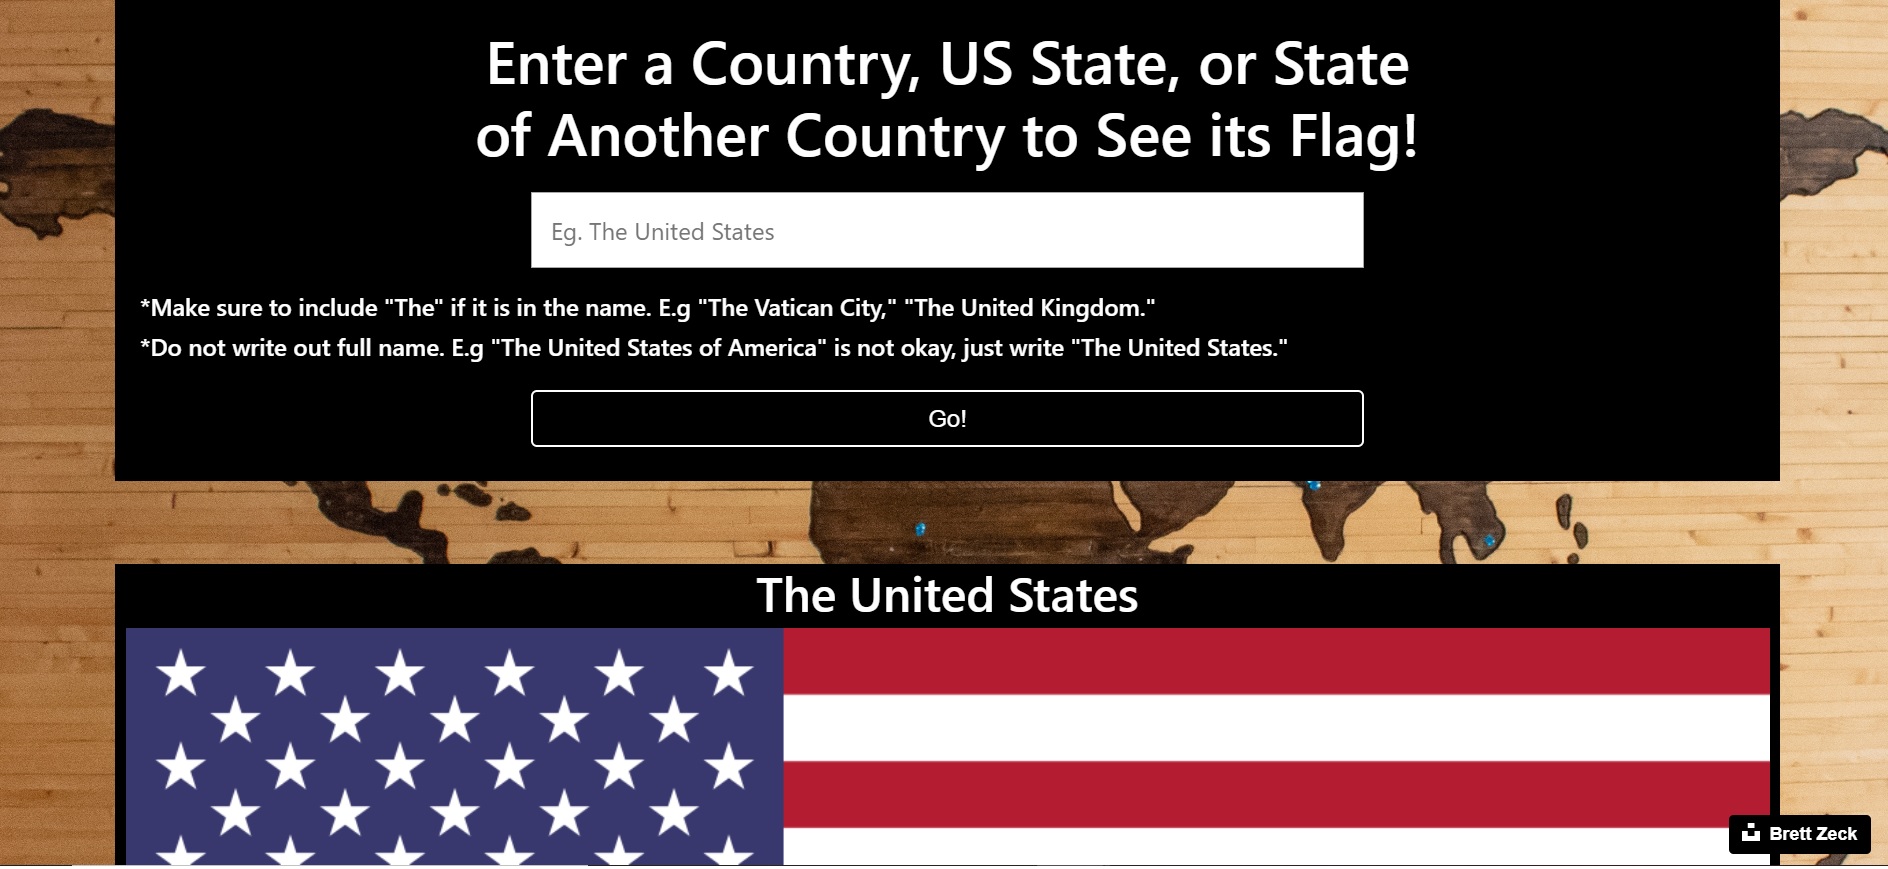 Enter a Country, US State, or State
of Another Country to See its Flag!
Eg. The United States
*Make sure to include "The" if it is in the name. E.g "The Vatican City," "The United Kingdom."
*Do not write out full name. E.g "The United States of America" is not okay, just write "The United States."
Go!
The United States
Brett Zeck